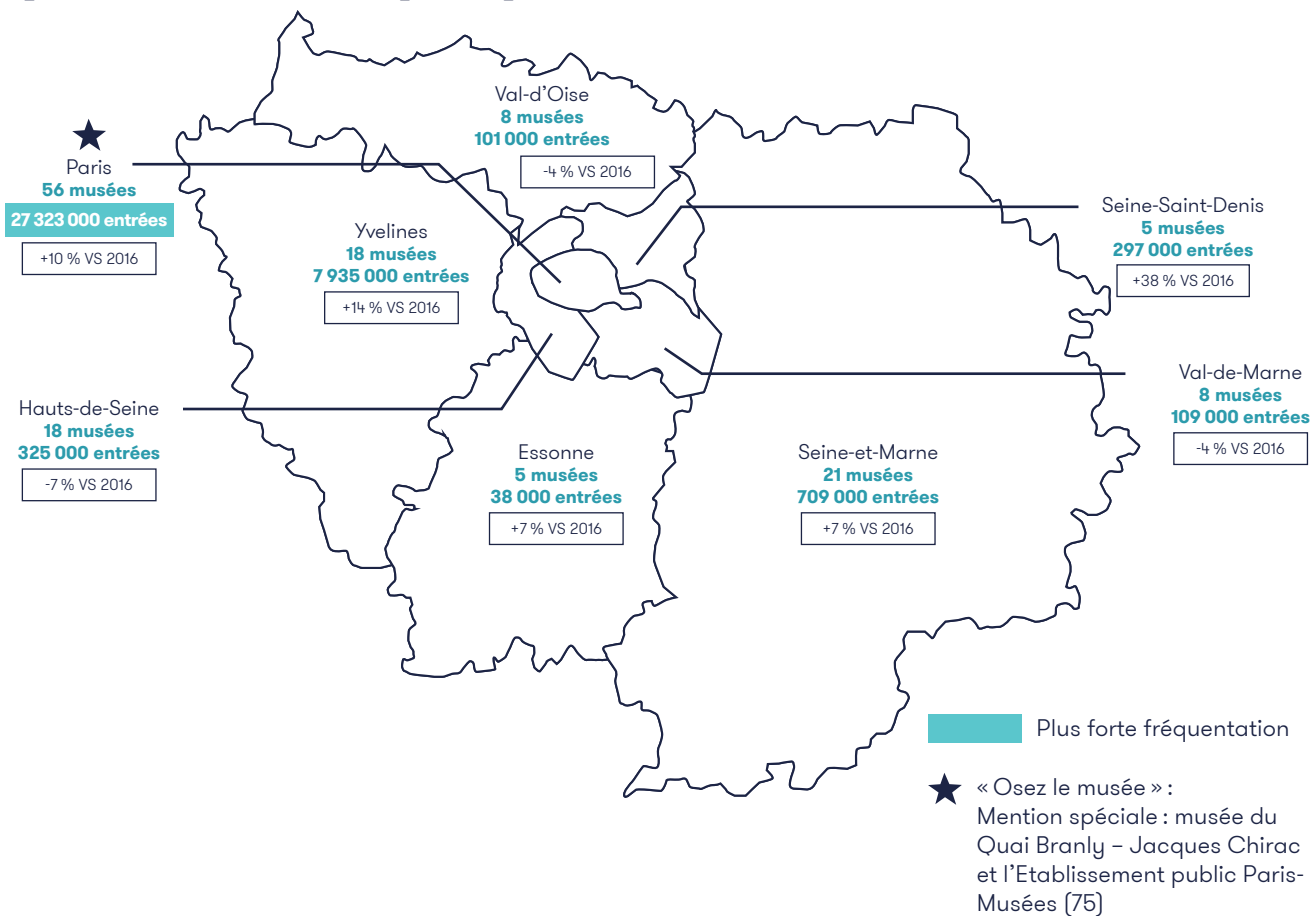 Val-d'Oise
8 musées
101 000 entrées
-4 % VS 2016
Paris
56 musées
27 323 000 entrées
+10 % VS 2016
Yvelines
18 musées
7 935 000 entrées
+14 % VS 2016
Seine-Saint-Denis
5 musées
297 000 entrées
+38 % VS 2016
Val-de-Marne
8 musées
109 000 entrées
-4 % VS 2016
Hauts-de-Seine
18 musées
325 000 entrées
-7 % VS 2016
Essonne
5 musées
38 000 entrées
+7 % VS 2016
Seine-et-Marne
21 musées
709 000 entrées
+7 % VS 2016
Plus forte fréquentation
« Osez le musée » :
Mention spéciale : musée du
Quai Branly – Jacques Chirac
et l'Etablissement public Paris-
Musées (75)